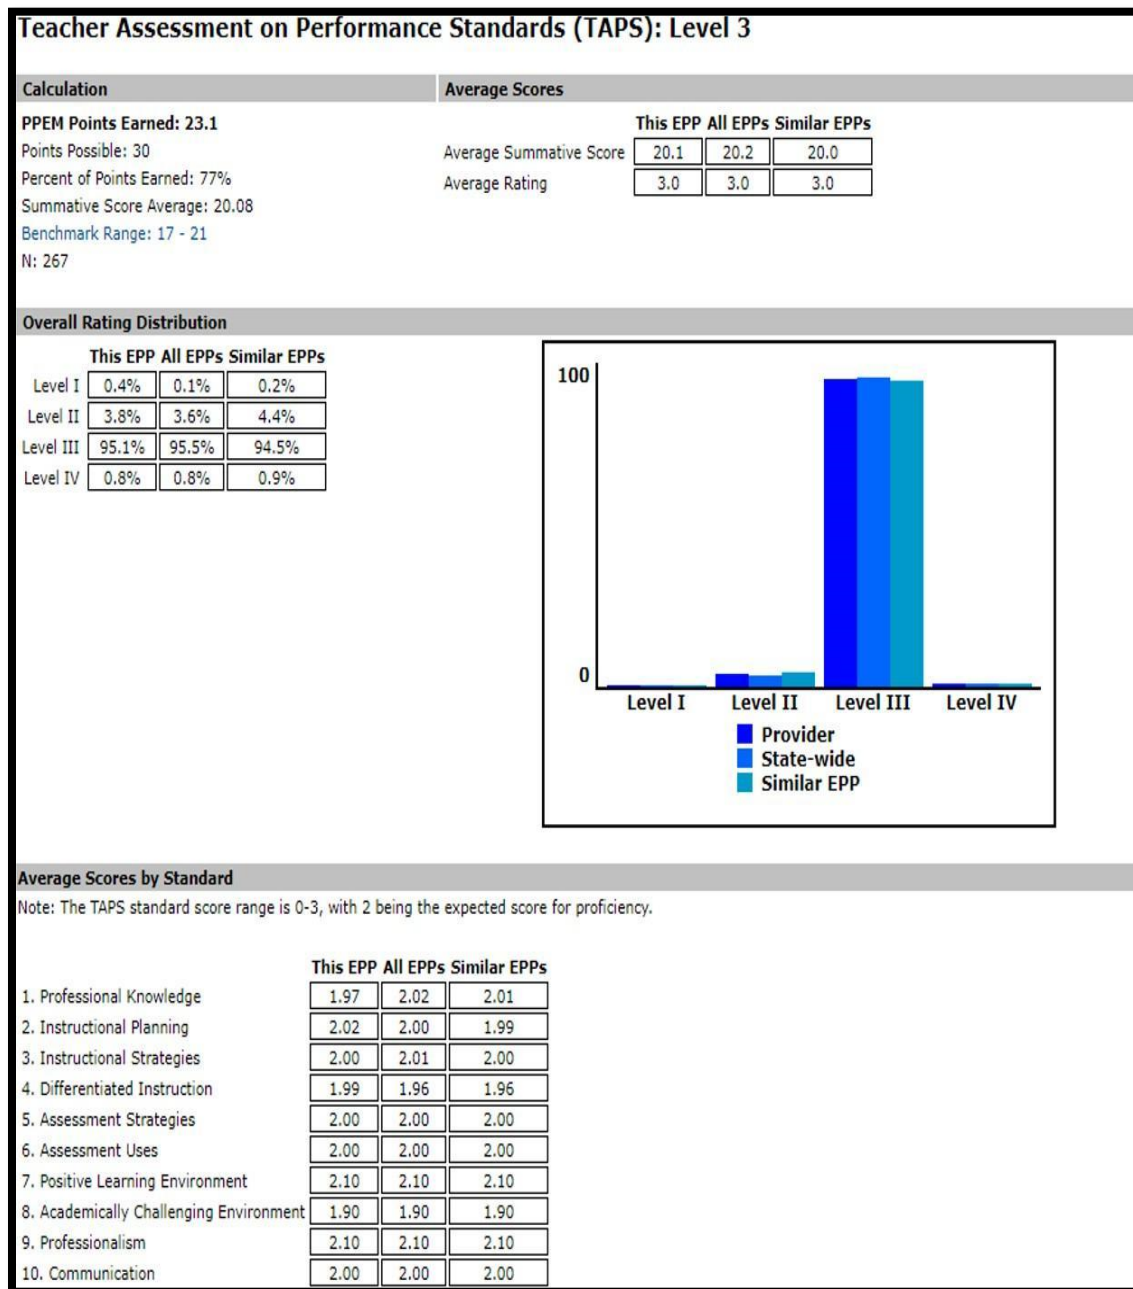 Teacher Assessment on Performance Standards (TAPS): Level 3
Calculation
PPEM Points Earned: 23.1
Points Possible: 30
Percent of Points Earned: 77%
Summative Score Average: 20.08
Benchmark Range: 17 - 21
N: 267
Average Scores
This EPP All EPPs Similar EPPs
Average Summative Score 20.1 20.2 20.0
Average Rating 3.0 3.0 3.0
Overall Rating Distribution
This EPP All EPPs Similar EPPs
Level I 0.4% 0.1% 0.2%
Level II 3.8% 3.6% 4.4%
Level III 95.1% 95.5% 94.5%
Level IV 0.8% 0.8% 0.9%
100
0
Level I Level II Level III Level IV
Provider
State-wide
Similar EPP
Average Scores by Standard
Note: The TAPS standard score range is 0-3, with 2 being the expected score for proficiency.
This EPP All EPPs Similar EPPs
1. Professional Knowledge 1.97 2.02 2.01
2. Instructional Planning 2.02 2.00 1.99
3. Instructional Strategies 2.00 2.01 2.00
4. Differentiated Instruction 1.99 1.96 1.96
5. Assessment Strategies 2.00 2.00 2.00
6. Assessment Uses 2.00 2.00 2.00
7. Positive Learning Environment 2.10 2.10 2.10
8. Academically Challenging Environment 1.90 1.90 1.90
9. Professionalism 2.10 2.10 2.10
10. Communication 2.00 2.00 2.00